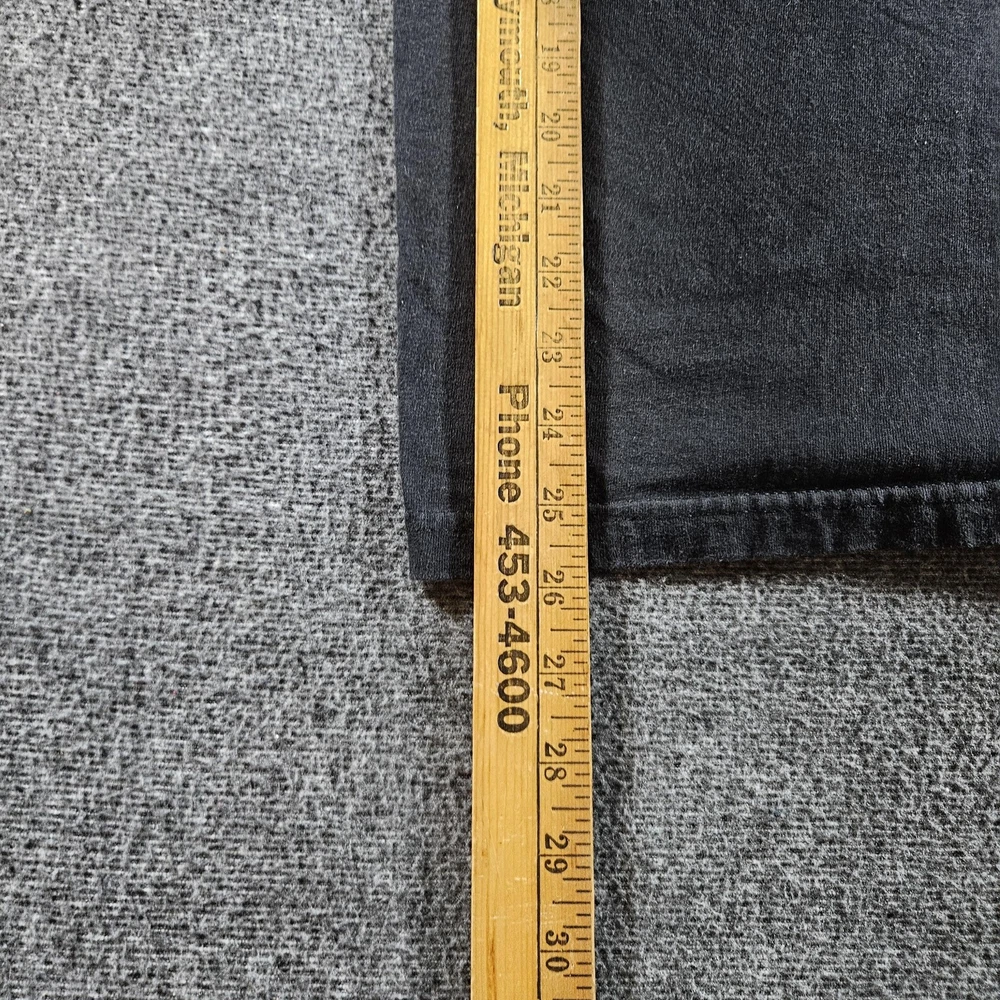 ymouth, Michigan
Phone 453-4600
19 20 21 22 23 24 25 26 27 28 29 30